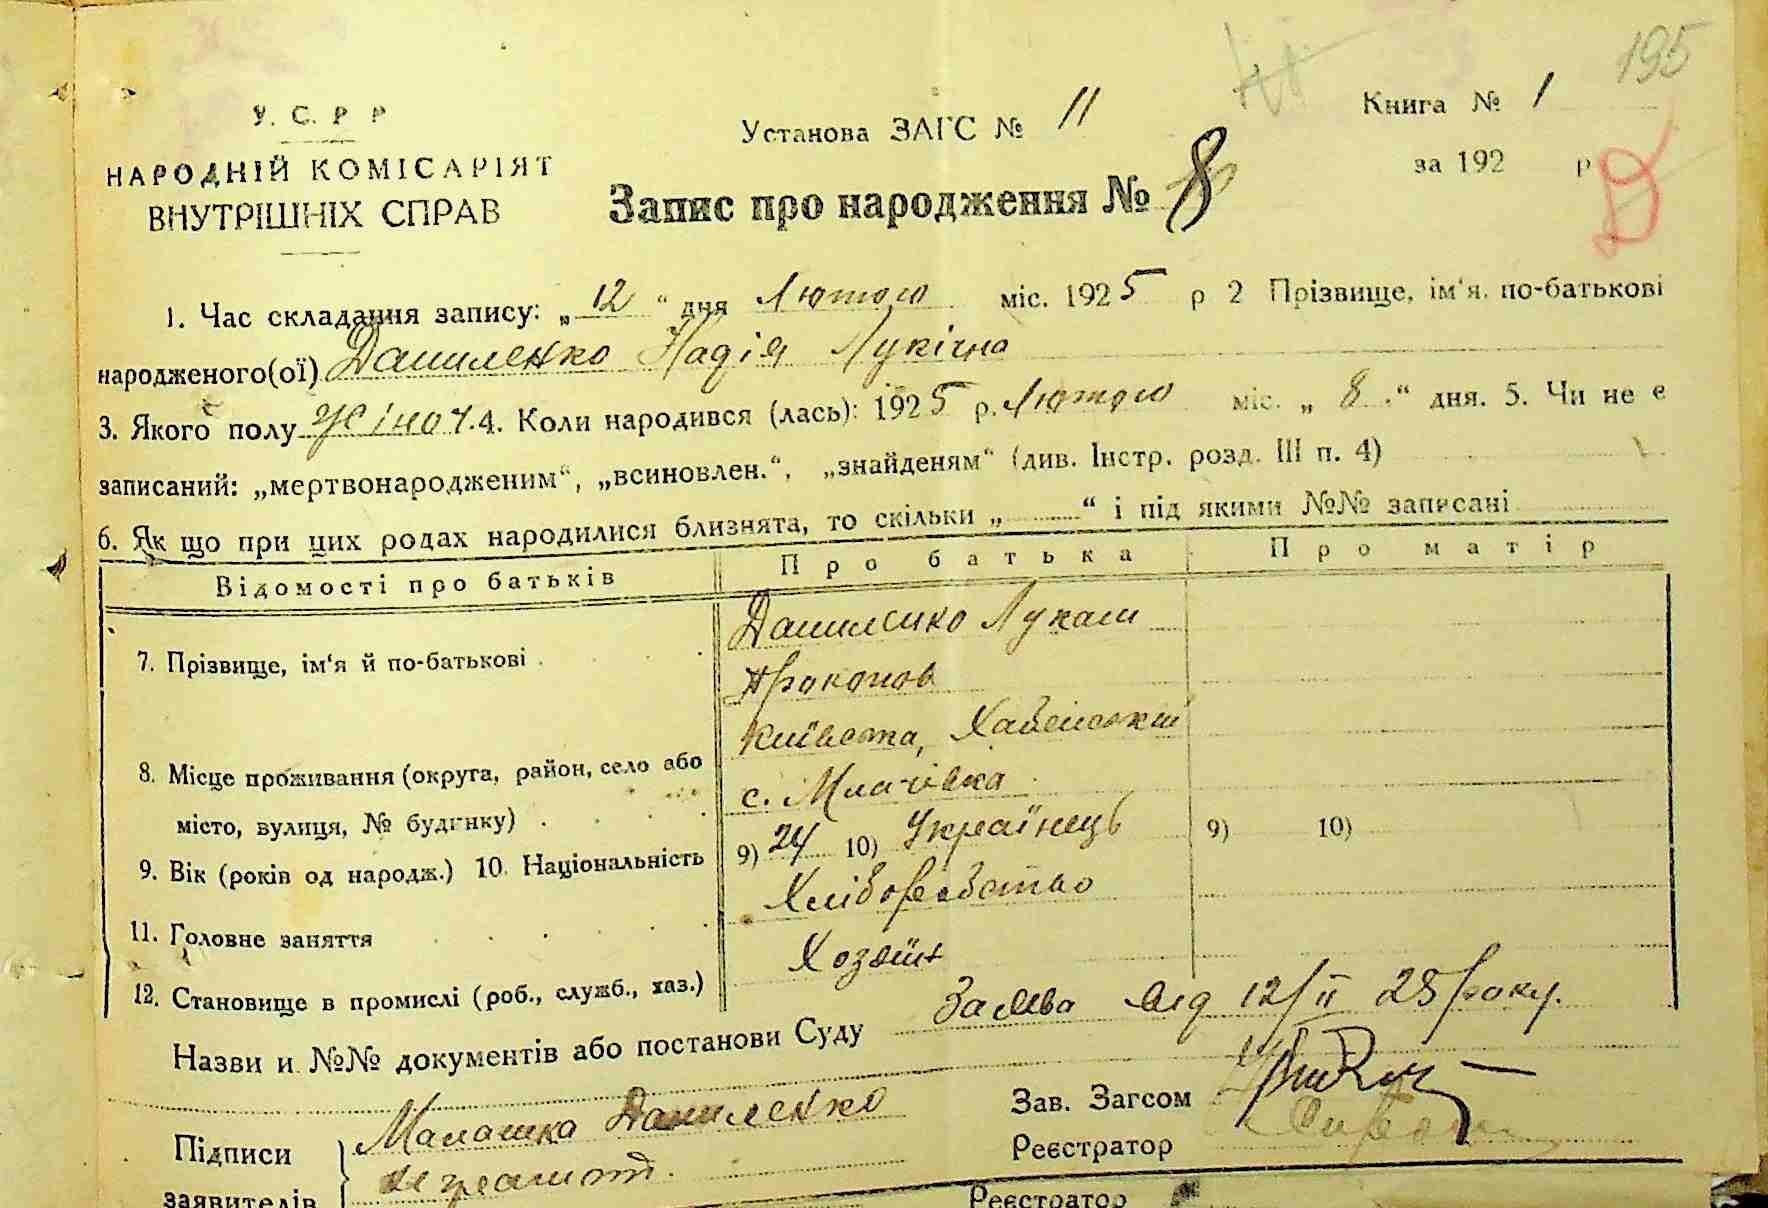 195
У. С. Р Р
Установа ЗАГС № 11
Книга № 1
НАРОДНІЙ КОМІСАРІЯТ
ВНУТРІШНІХ СПРАВ
за 192 р
Запис про народження № 8
Д
1. Час складання запису: „12“ дня Лютого міс. 1925 р 2 Прізвище, ім‘я, по-батькові
народженого(ої) Даниленко Надія Лукічна
3. Якого полу жіноч. 4. Коли народився (лась): 1925 р. Лютого міс. „8.“ дня. 5. Чи не є
записаний: „мертвонародженим“, „всиновлен.“, „знайденям“ (див. Інстр. розд. III п. 4)
6. Як що при цих родах народилися близнята, то скільки „ “ і під якими №№ записані
Відомості про батьків Про батька Про матір
7. Прізвище, ім‘я й по-батькові Даниленко Лукаш
Прокопов
8. Місце проживання (округа, район, село або Київська,
місто, вулиця, № будинку) с. Мочівка
9. Вік (років од народж.) 10. Національність 9) 24 10) Українець 9) 10)
11. Головне заняття Хліборобство
12. Становище в промислі (роб., служб., хаз.) Хозяїн
Назви и №№ документів або постанови Суду Заява від 12/II 25 року.
Зав. Загсом
Підписи Малашка Даниленко
Реєстратор
заявителів неграмот.
Реєстратор